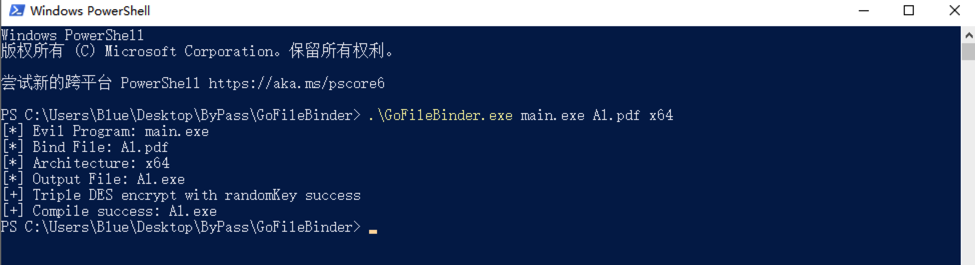 Windows PowerShell
Windows PowerShell
版权所有 (C) Microsoft Corporation。保留所有权利。
尝试新的跨平台 PowerShell https://aka.ms/pscore6
PS C:\Users\Blue\Desktop\ByPass\GoFileBinder> .\GoFileBinder.exe main.exe A1.pdf x64
[*] Evil Program: main.exe
[*] Bind File: A1.pdf
[*] Architecture: x64
[*] Output File: A1.exe
[+] Triple DES encrypt with randomKey success
[+] Compile success: A1.exe
PS C:\Users\Blue\Desktop\ByPass\GoFileBinder>